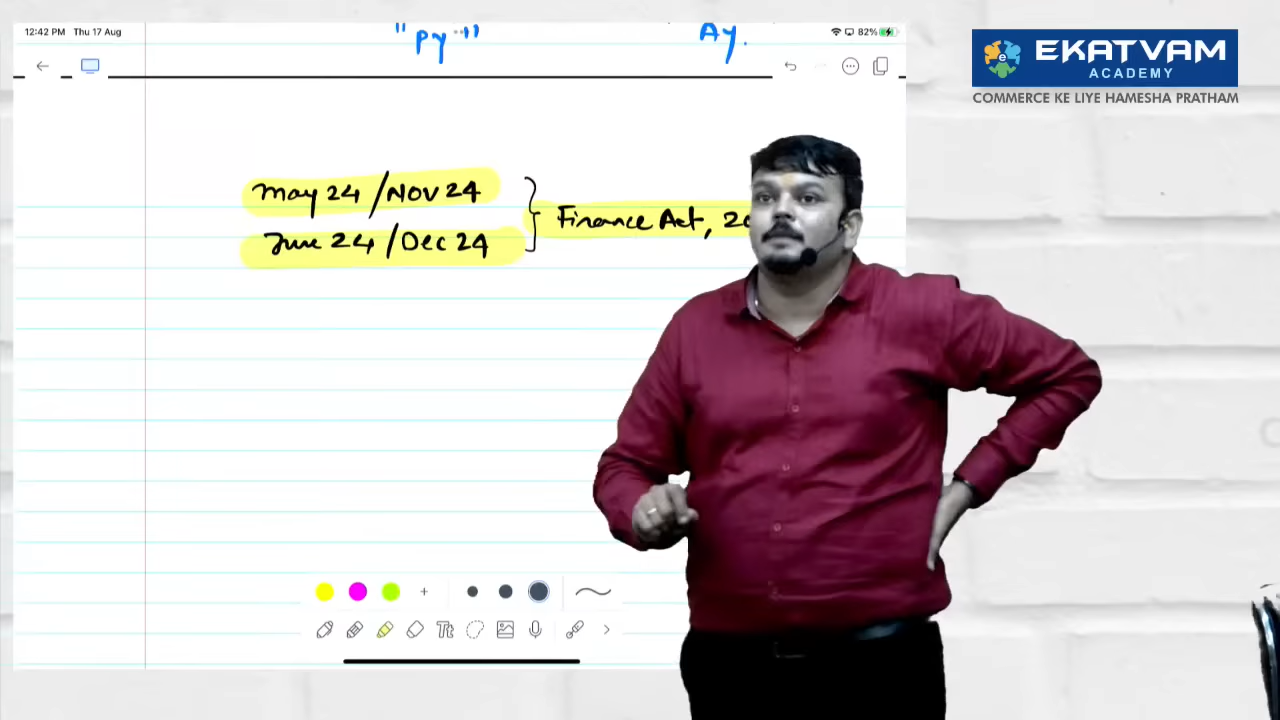 12:42 PM Thu 17 Aug
"PY" AY.
82%
EKATVAM
ACADEMY
COMMERCE KE LIYE HAMESHA PRATHAM
May 24 / Nov 24
June 24 / Dec 24
Finance Act,
Tt